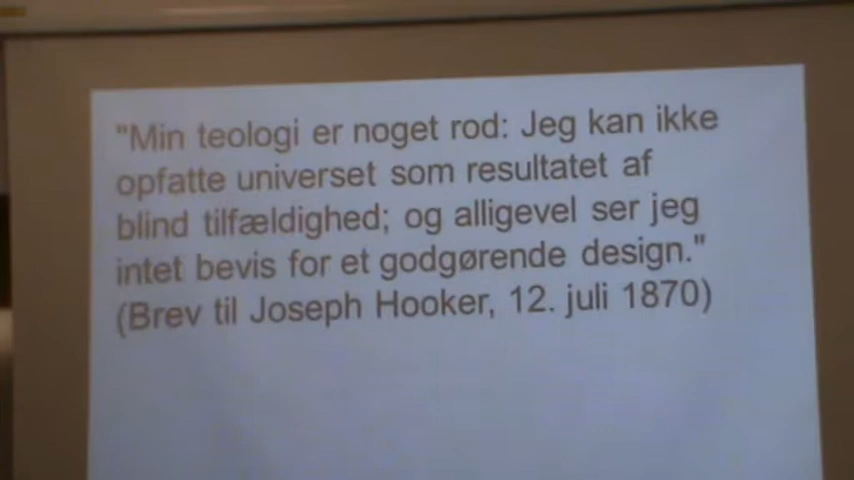 "Min teologi er noget rod: Jeg kan ikke
opfatte universet som resultatet af
blind tilfældighed; og alligevel ser jeg
intet bevis for et godgørende design."
(Brev til Joseph Hooker, 12. juli 1870)